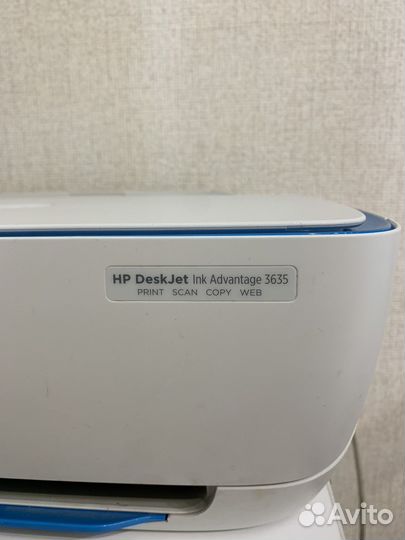 HP DeskJet Ink Advantage 3635
PRINT SCAN COPY WEB
Avito